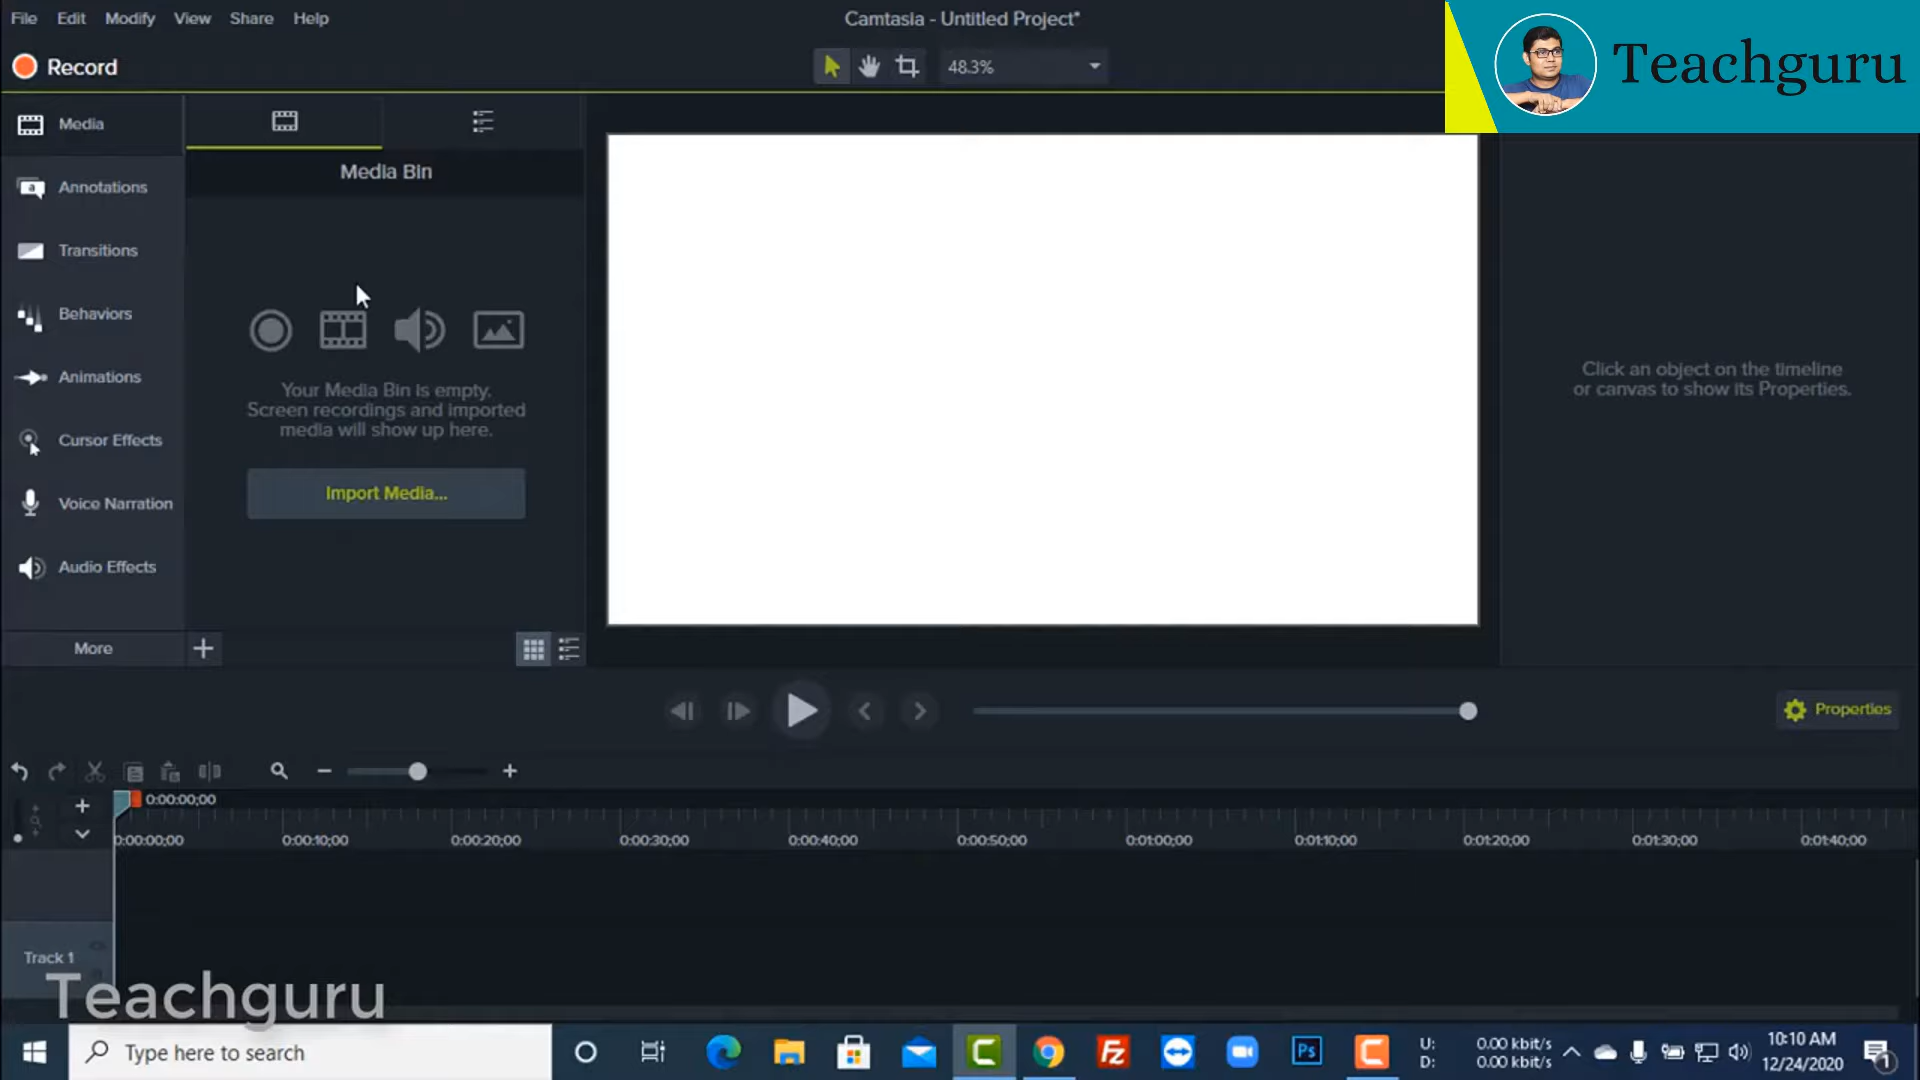 File Edit Modify View Share Help
Camtasia - Untitled Project*
Record
48.3%
Teachguru
Media
Annotations
Transitions
Behaviors
Animations
Cursor Effects
Voice Narration
Audio Effects
More
Media Bin
Your Media Bin is empty.
Screen recordings and imported
media will show up here.
Import Media...
Click an object on the timeline
or canvas to show its Properties.
Properties
0:00:00;00
0:00:00;00 0:00:10;00 0:00:20;00 0:00:30;00 0:00:40;00 0:00:50;00 0:01:00;00 0:01:10;00 0:01:20;00 0:01:30;00 0:01:40;00
Track 1
Teachguru
Type here to search
Ps
U: 0.00 kbit/s
D: 0.00 kbit/s
10:10 AM
12/24/2020
1